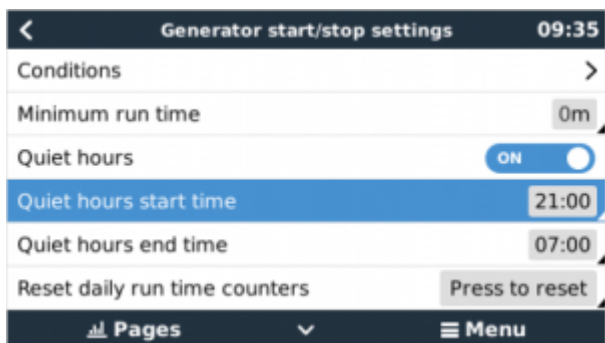 Generator start/stop settings 09:35
Conditions
Minimum run time 0m
Quiet hours ON
Quiet hours start time 21:00
Quiet hours end time 07:00
Reset daily run time counters Press to reset
Pages Menu